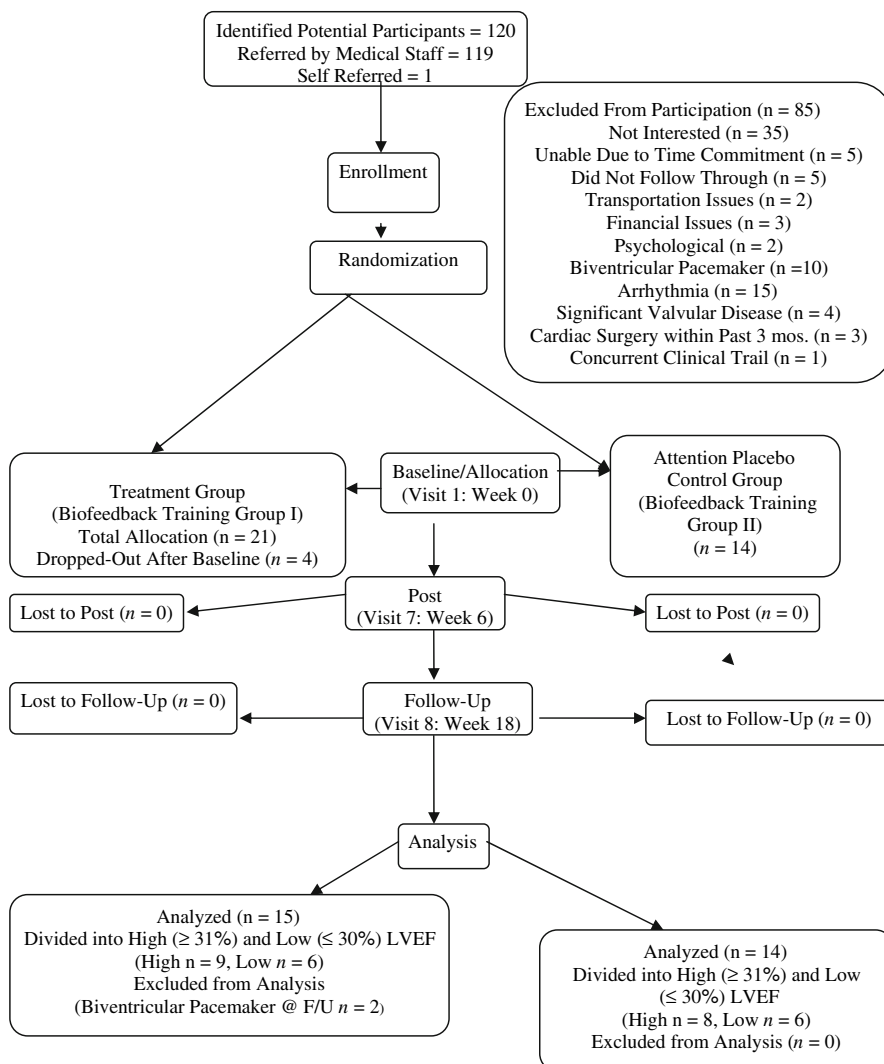 Identified Potential Participants = 120
Referred by Medical Staff = 119
Self Referred = 1
Excluded From Participation (n = 85)
Not Interested (n = 35)
Unable Due to Time Commitment (n = 5)
Did Not Follow Through (n = 5)
Transportation Issues (n = 2)
Financial Issues (n = 3)
Psychological (n = 2)
Biventricular Pacemaker (n =10)
Arrhythmia (n = 15)
Significant Valvular Disease (n = 4)
Cardiac Surgery within Past 3 mos. (n = 3)
Concurrent Clinical Trail (n = 1)
Enrollment
Randomization
Treatment Group
(Biofeedback Training Group I)
Total Allocation (n = 21)
Dropped-Out After Baseline (n = 4)
Baseline/Allocation
(Visit 1: Week 0)
Attention Placebo
Control Group
(Biofeedback Training
Group II)
(n = 14)
Lost to Post (n = 0)
Post
(Visit 7: Week 6)
Lost to Post (n = 0)
Lost to Follow-Up (n = 0)
Follow-Up
(Visit 8: Week 18)
Lost to Follow-Up (n = 0)
Analysis
Analyzed (n = 15)
Divided into High (≥ 31%) and Low (≤ 30%) LVEF
(High n = 9, Low n = 6)
Excluded from Analysis
(Biventricular Pacemaker @ F/U n = 2)
Analyzed (n = 14)
Divided into High (≥ 31%) and Low
(≤ 30%) LVEF
(High n = 8, Low n = 6)
Excluded from Analysis (n = 0)